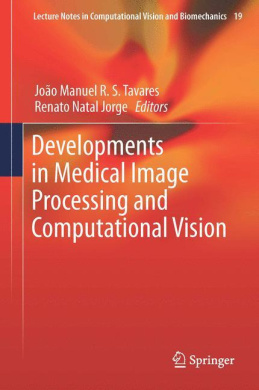 Lecture Notes in Computational Vision and Biomechanics 19
João Manuel R. S. Tavares
Renato Natal Jorge Editors
Developments
in Medical Image
Processing and
Computational Vision
Springer